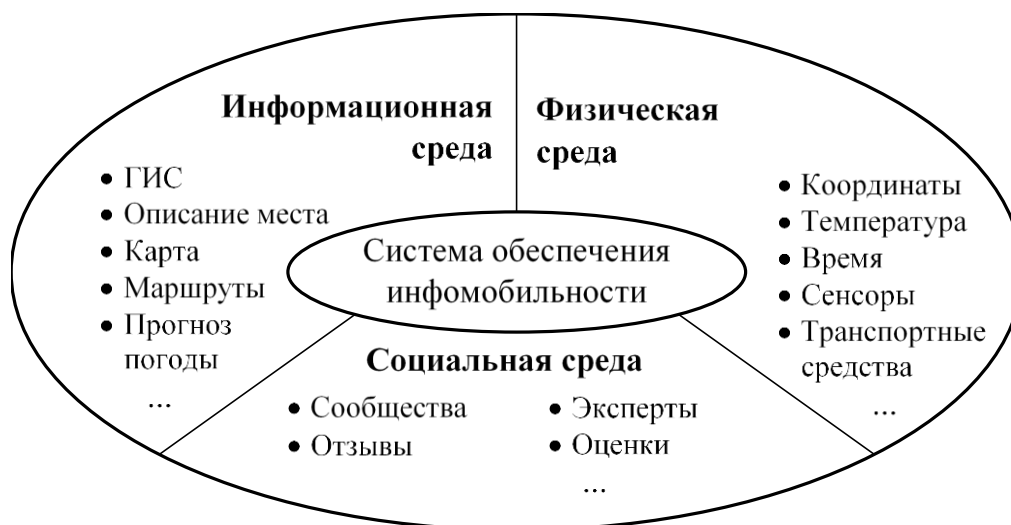 Информационная
среда
• ГИС
• Описание места
• Карта
• Маршруты
• Прогноз
погоды
...
Физическая
среда
• Координаты
• Температура
• Время
• Сенсоры
• Транспортные
средства
...
Система обеспечения
инфомобильности
Социальная среда
• Сообщества
• Отзывы
• Эксперты
• Оценки
...